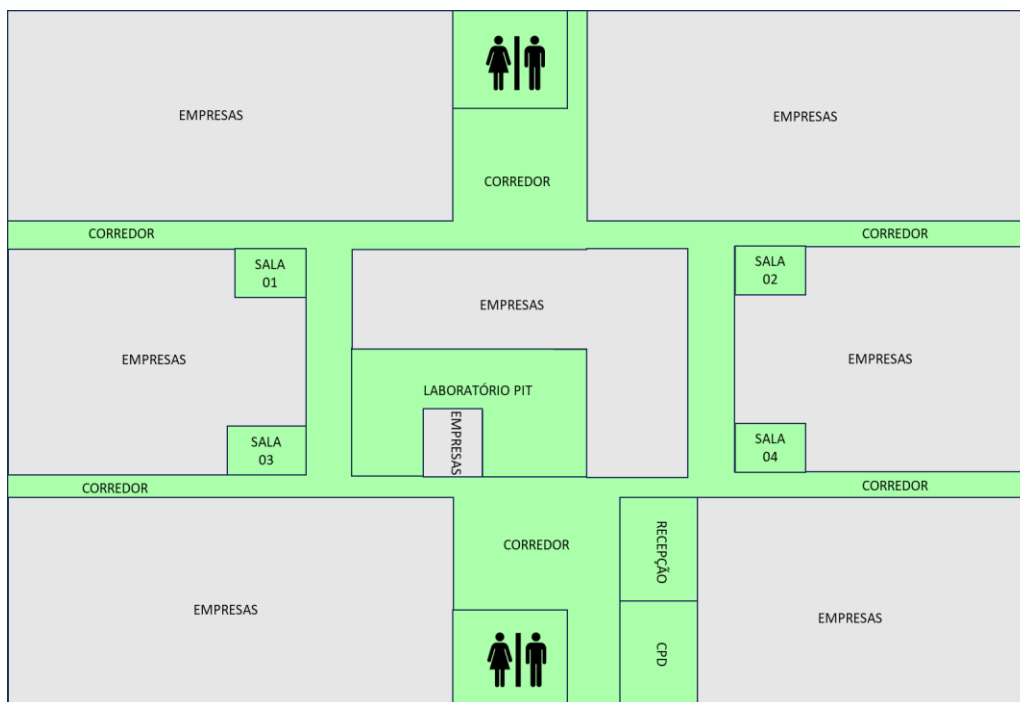 EMPRESAS
EMPRESAS
CORREDOR
CORREDOR
CORREDOR
SALA
01
SALA
02
EMPRESAS
EMPRESAS
EMPRESAS
LABORATÓRIO PIT
EMPRESAS
SALA
03
SALA
04
CORREDOR
CORREDOR
CORREDOR
RECEPÇÃO
EMPRESAS
EMPRESAS
CPD